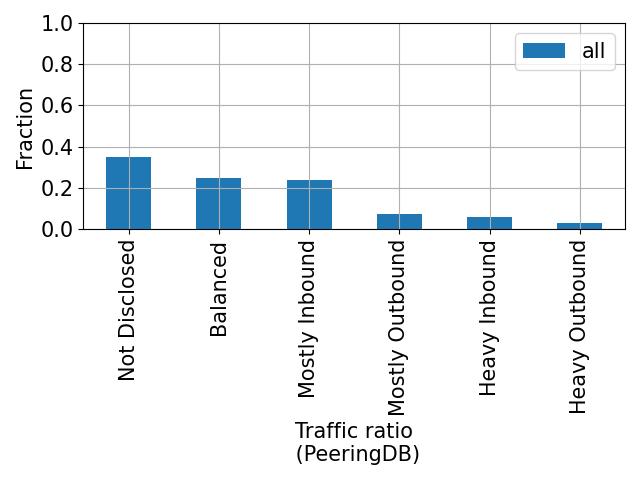 1.0
0.8
0.6
0.4
0.2
0.0
Fraction
all
Not Disclosed
Balanced
Mostly Inbound
Mostly Outbound
Heavy Inbound
Heavy Outbound
Traffic ratio
(PeeringDB)